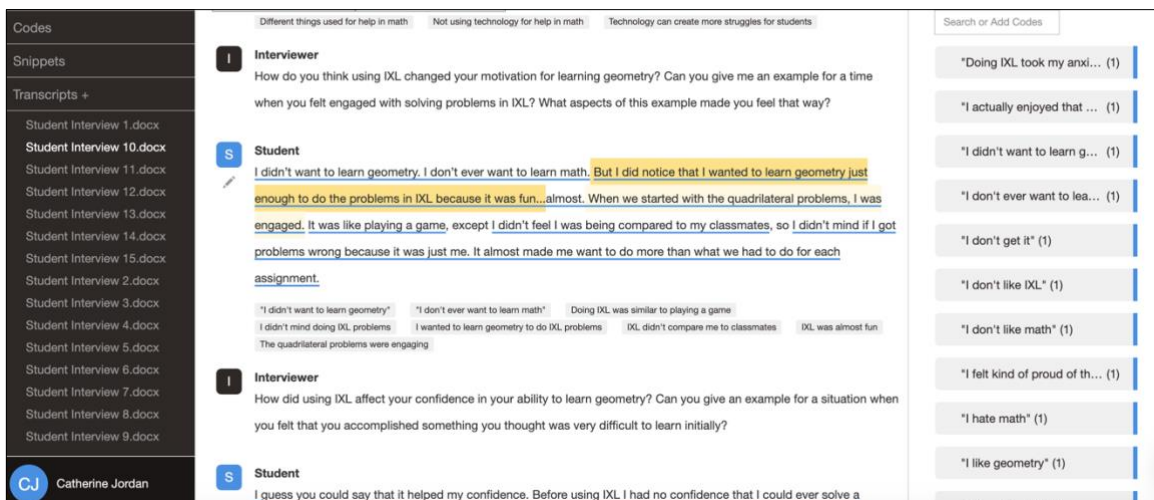 Codes
Snippets
Transcripts +
Student Interview 1.docx
Student Interview 10.docx
Student Interview 11.docx
Student Interview 12.docx
Student Interview 13.docx
Student Interview 14.docx
Student Interview 15.docx
Student Interview 2.docx
Student Interview 3.docx
Student Interview 4.docx
Student Interview 5.docx
Student Interview 6.docx
Student Interview 7.docx
Student Interview 8.docx
Student Interview 9.docx
CJ Catherine Jordan
Different things used for help in math Not using technology for help in math Technology can create more struggles for students
I Interviewer
How do you think using IXL changed your motivation for learning geometry? Can you give me an example for a time
when you felt engaged with solving problems in IXL? What aspects of this example made you feel that way?
S Student
I didn't want to learn geometry. I don't ever want to learn math. But I did notice that I wanted to learn geometry just
enough to do the problems in IXL because it was fun...almost. When we started with the quadrilateral problems, I was
engaged. It was like playing a game, except I didn't feel I was being compared to my classmates, so I didn't mind if I got
problems wrong because it was just me. It almost made me want to do more than what we had to do for each
assignment.
"I didn't want to learn geometry" "I don't ever want to learn math" Doing IXL was similar to playing a game
I didn't mind doing IXL problems I wanted to learn geometry to do IXL problems IXL didn't compare me to classmates IXL was almost fun
The quadrilateral problems were engaging
I Interviewer
How did using IXL affect your confidence in your ability to learn geometry? Can you give an example for a situation when
you felt that you accomplished something you thought was very difficult to learn initially?
S Student
I guess you could say that it helped my confidence. Before using IXL I had no confidence that I could ever solve a
Search or Add Codes
"Doing IXL took my anxi... (1)
"I actually enjoyed that ... (1)
"I didn't want to learn g... (1)
"I don't ever want to lea... (1)
"I don't get it" (1)
"I don't like IXL" (1)
"I don't like math" (1)
"I felt kind of proud of th... (1)
"I hate math" (1)
"I like geometry" (1)